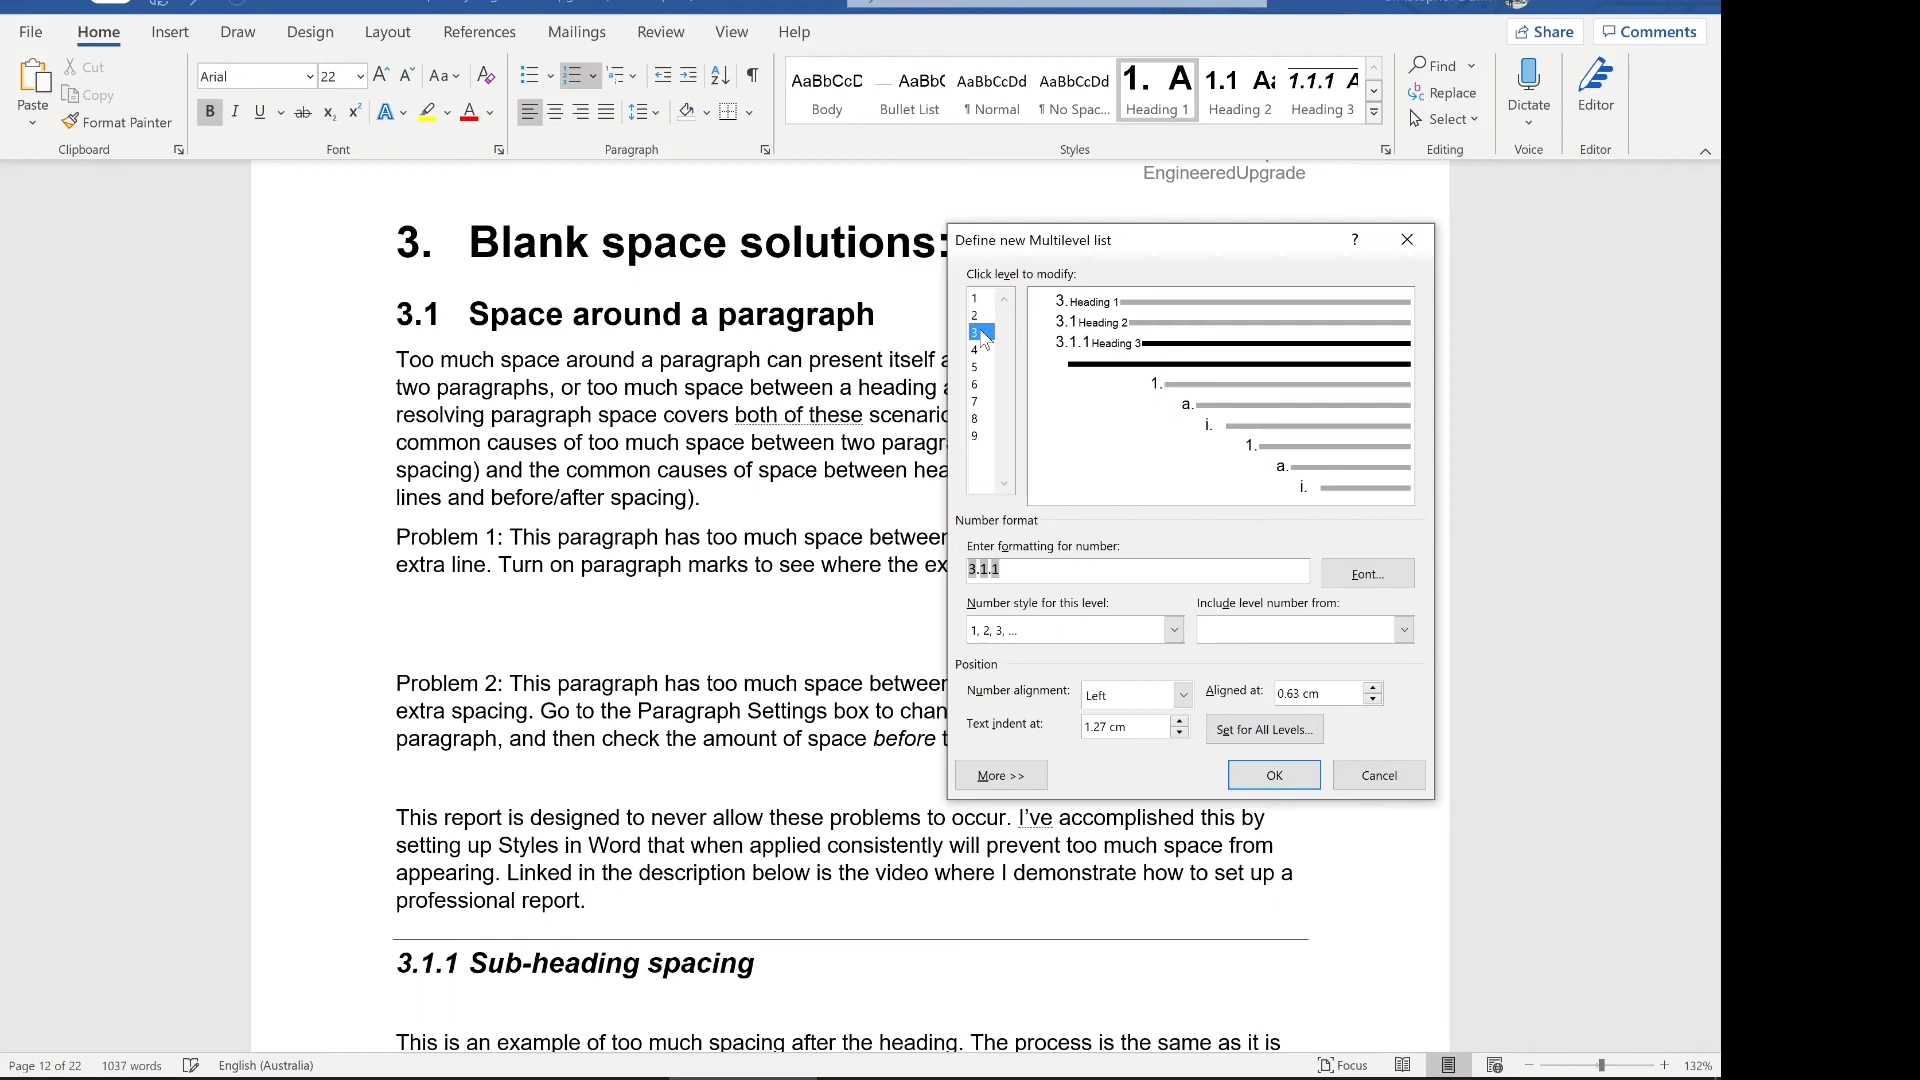 File
Home
Insert
Draw
Design
Layout
References
Mailings
Review
View
Help
Share
Comments
Paste
Cut
Copy
Format Painter
Clipboard
Arial
22
Font
Paragraph
AaBbCcD
Body
AaBbC
Bullet List
AaBbCcDd
¶ Normal
AaBbCcDd
¶ No Spac...
1. A
Heading 1
1.1 Aa
Heading 2
1.1.1 A
Heading 3
Styles
Find
Replace
Select
Editing
Dictate
Voice
Editor
Editor
EngineeredUpgrade
3. Blank space solutions:
3.1 Space around a paragraph
Too much space around a paragraph can present itself a
two paragraphs, or too much space between a heading a
resolving paragraph space covers both of these scenario
common causes of too much space between two paragra
spacing) and the common causes of space between hea
lines and before/after spacing).
Problem 1: This paragraph has too much space between
extra line. Turn on paragraph marks to see where the ex
Problem 2: This paragraph has too much space between
extra spacing. Go to the Paragraph Settings box to chan
paragraph, and then check the amount of space before t
This report is designed to never allow these problems to occur. I've accomplished this by
setting up Styles in Word that when applied consistently will prevent too much space from
appearing. Linked in the description below is the video where I demonstrate how to set up a
professional report.
3.1.1 Sub-heading spacing
This is an example of too much spacing after the heading. The process is the same as it is
Define new Multilevel list
?
Click level to modify:
1
2
3
4
5
6
7
8
9
3. Heading 1
3.1 Heading 2
3.1.1 Heading 3
1.
a.
i.
1.
a.
i.
Number format
Enter formatting for number:
3.1.1
Font...
Number style for this level:
Include level number from:
1, 2, 3, ...
Position
Number alignment:
Left
Aligned at:
0.63 cm
Text indent at:
1.27 cm
Set for All Levels...
More >>
OK
Cancel
Page 12 of 22
1037 words
English (Australia)
Focus
132%